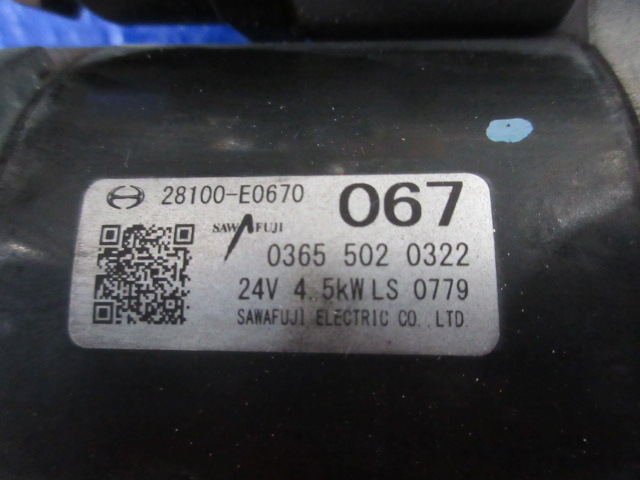 28100-E0670 067
SAWAFUJI
0365 502 0322
24V 4.5kW LS 0779
SAWAFUJI ELECTRIC CO.,LTD.